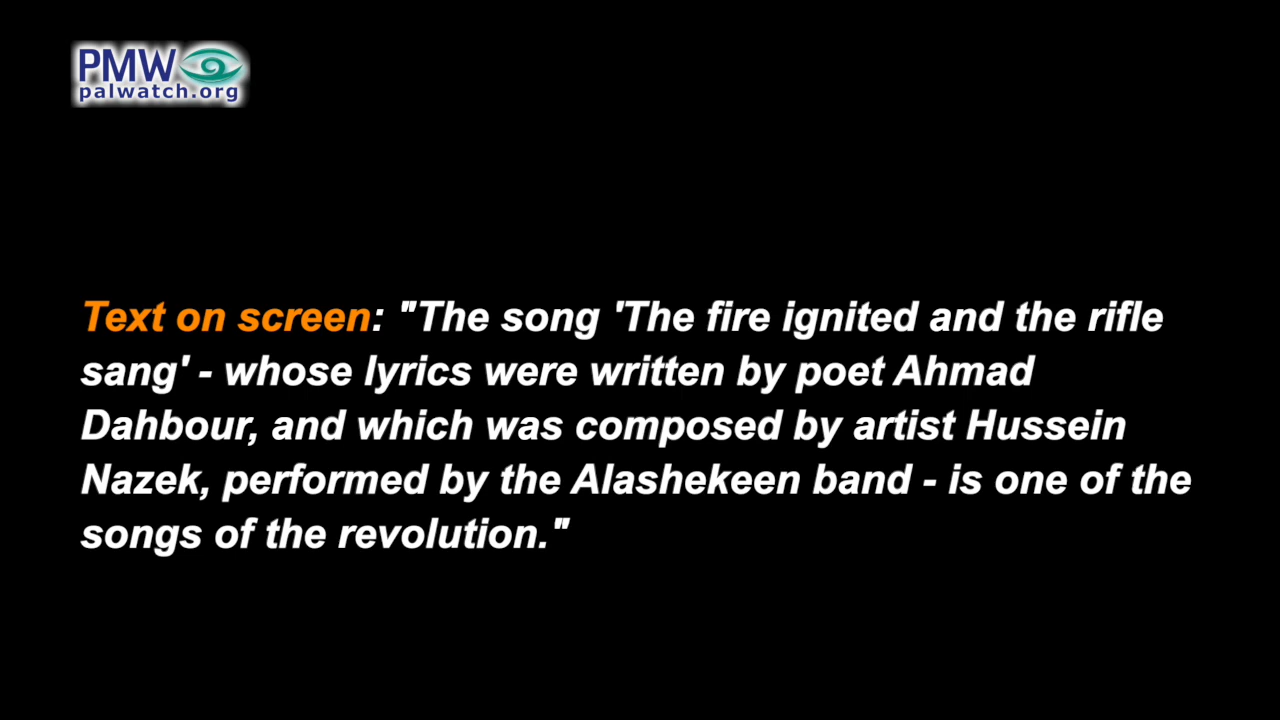 PMW
palwatch.org
Text on screen: "The song 'The fire ignited and the rifle
sang' - whose lyrics were written by poet Ahmad
Dahbour, and which was composed by artist Hussein
Nazek, performed by the Alashekeen band - is one of the
songs of the revolution."